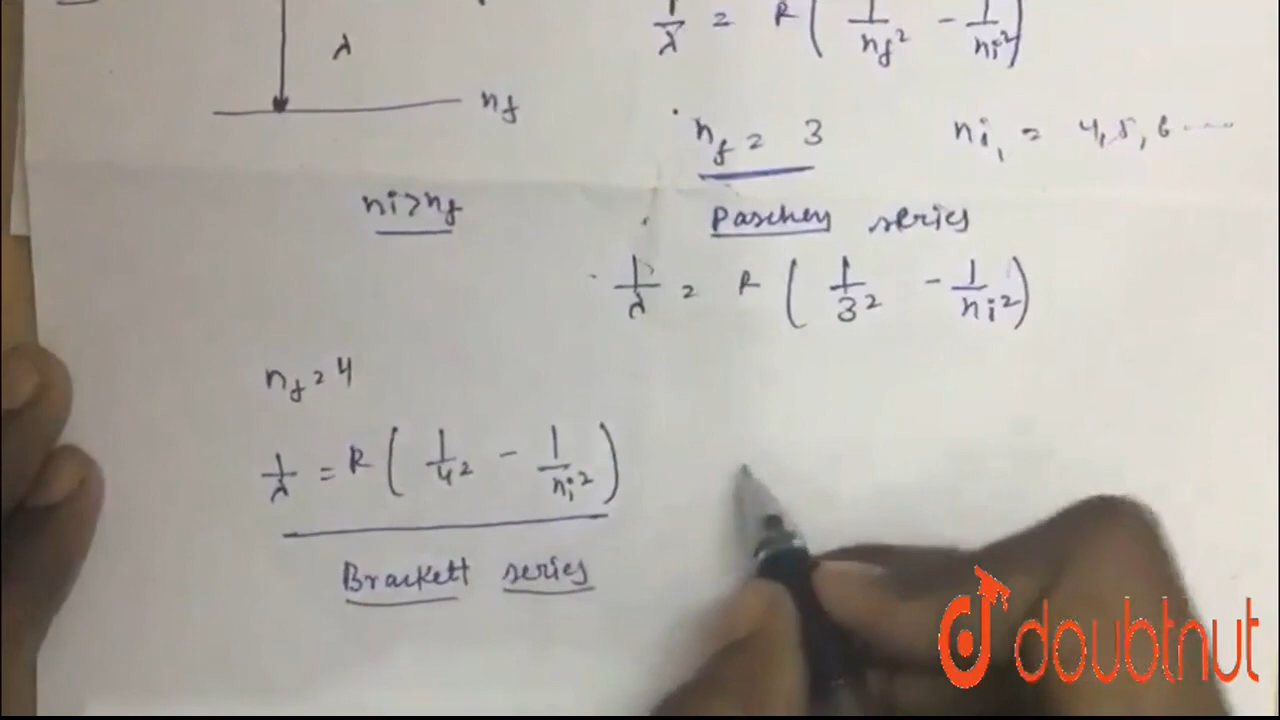 1/λ = R ( 1/nf² - 1/ni² )
λ
nf
nf = 3 ni, = 4, 5, 6 .....
ni > nf
Paschen series
1/λ = R ( 1/3² - 1/ni² )
nf = 4
1/λ = R ( 1/4² - 1/ni² )
Brackett series
doubtnut